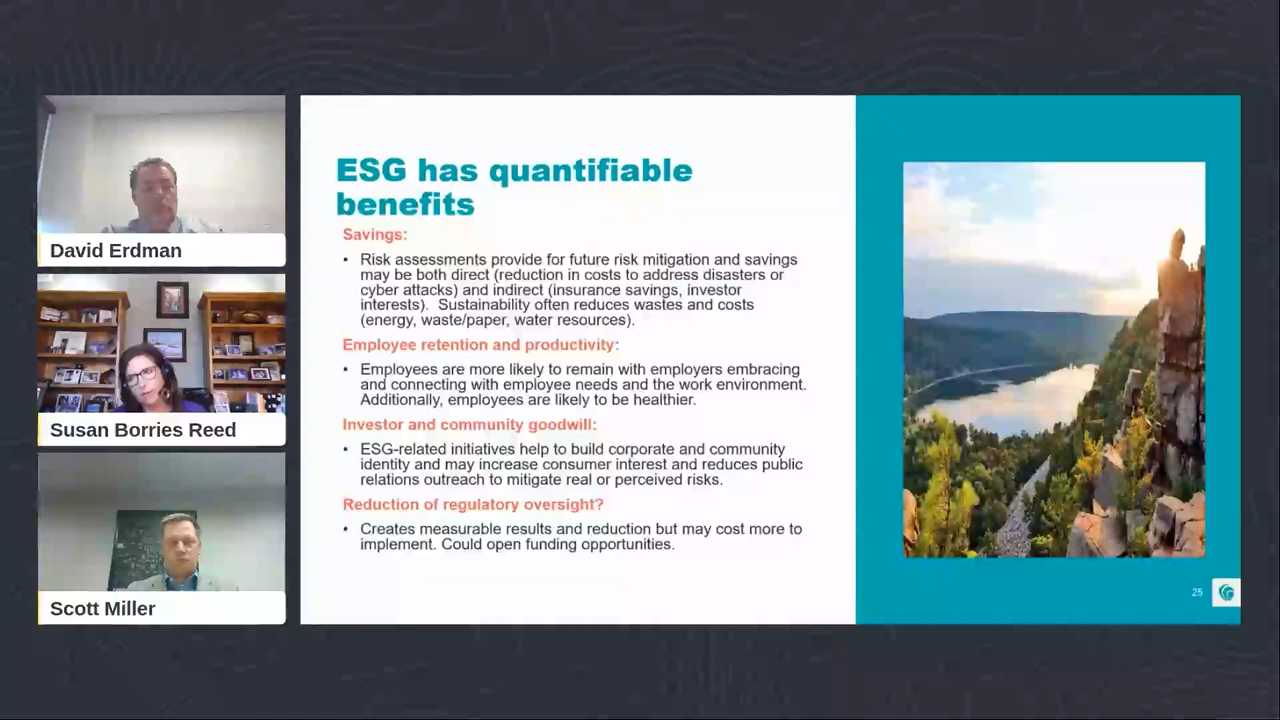 David Erdman
Susan Borries Reed
Scott Miller
ESG has quantifiable
benefits
Savings:
• Risk assessments provide for future risk mitigation and savings
may be both direct (reduction in costs to address disasters or
cyber attacks) and indirect (insurance savings, investor
interests).  Sustainability often reduces wastes and costs
(energy, waste/paper, water resources).
Employee retention and productivity:
• Employees are more likely to remain with employers embracing
and connecting with employee needs and the work environment.
Additionally, employees are likely to be healthier.
Investor and community goodwill:
• ESG-related initiatives help to build corporate and community
identity and may increase consumer interest and reduces public
relations outreach to mitigate real or perceived risks.
Reduction of regulatory oversight?
• Creates measurable results and reduction but may cost more to
implement. Could open funding opportunities.
25